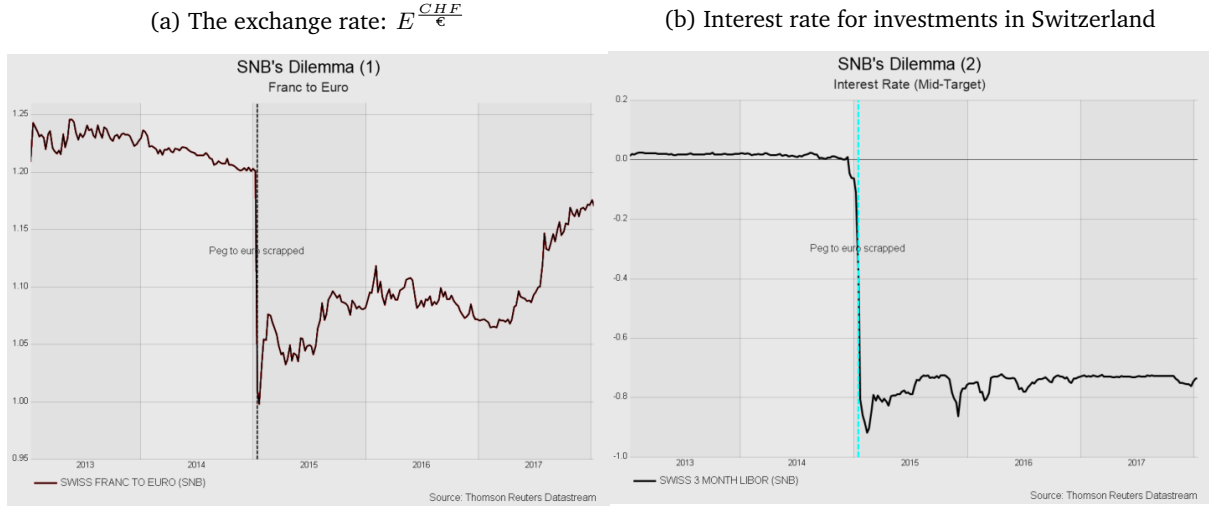 (a) The exchange rate: E^{CHF/€}
SNB's Dilemma (1)
Franc to Euro
1.25
1.20
1.15
Peg to euro scrapped
1.10
1.05
1.00
0.95
2013 2014 2015 2016 2017
SWISS FRANC TO EURO (SNB)
Source: Thomson Reuters Datastream
(b) Interest rate for investments in Switzerland
SNB's Dilemma (2)
Interest Rate (Mid-Target)
0.2
0.0
-0.2
Peg to euro scrapped
-0.4
-0.6
-0.8
-1.0
2013 2014 2015 2016 2017
SWISS 3 MONTH LIBOR (SNB)
Source: Thomson Reuters Datastream